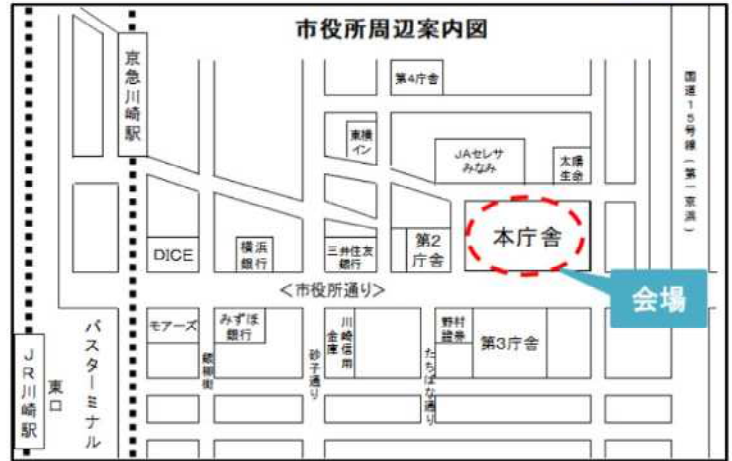 市役所周辺案内図
京急川崎駅
第4庁舎
国道15号線(第一京浜)
東横
イン
JAセレサ
みなみ
太陽
生命
DICE
横浜
銀行
三井住友
銀行
第2
庁舎
本庁舎
<市役所通り>
会場
モアーズ
みずほ
銀行
川崎信用
金庫
野村
證券
第3庁舎
バスターミナル
銀柳街
砂子通り
たちばな通り
JR川崎駅
東口